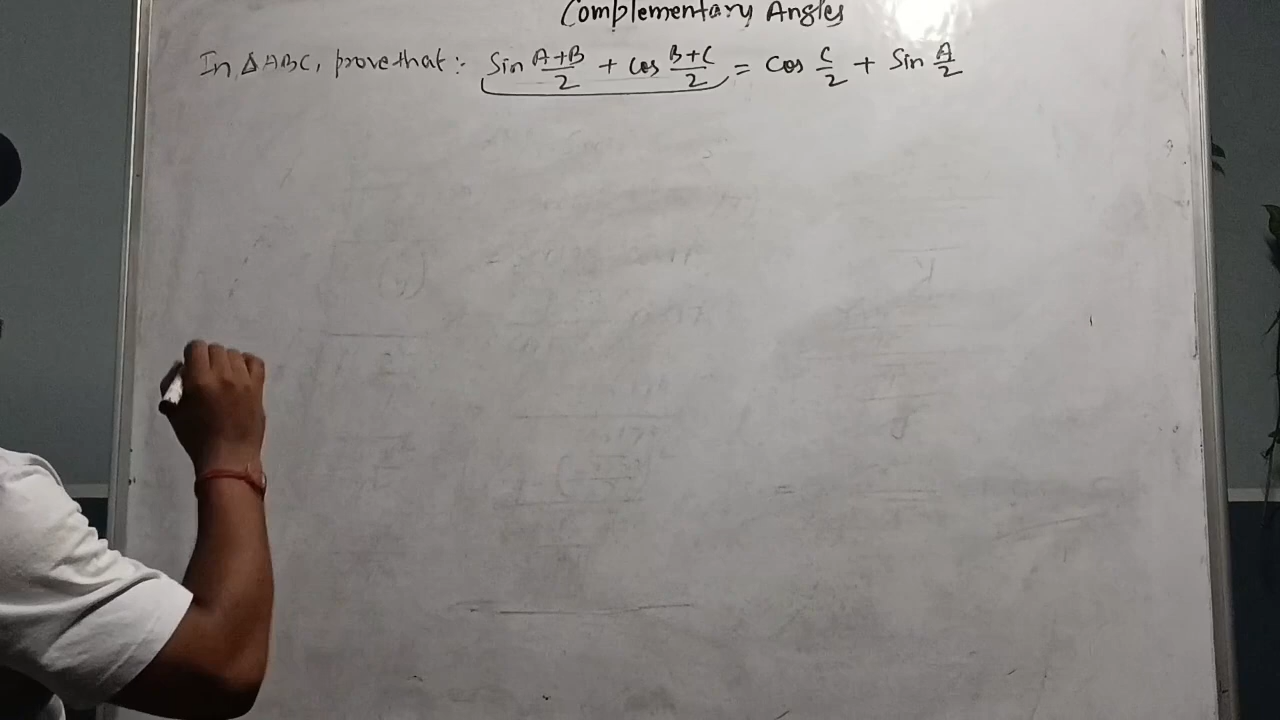 Complementary Angles
In ΔABC, prove that :- Sin A+B/2 + cos B+C/2 = cos C/2 + Sin A/2